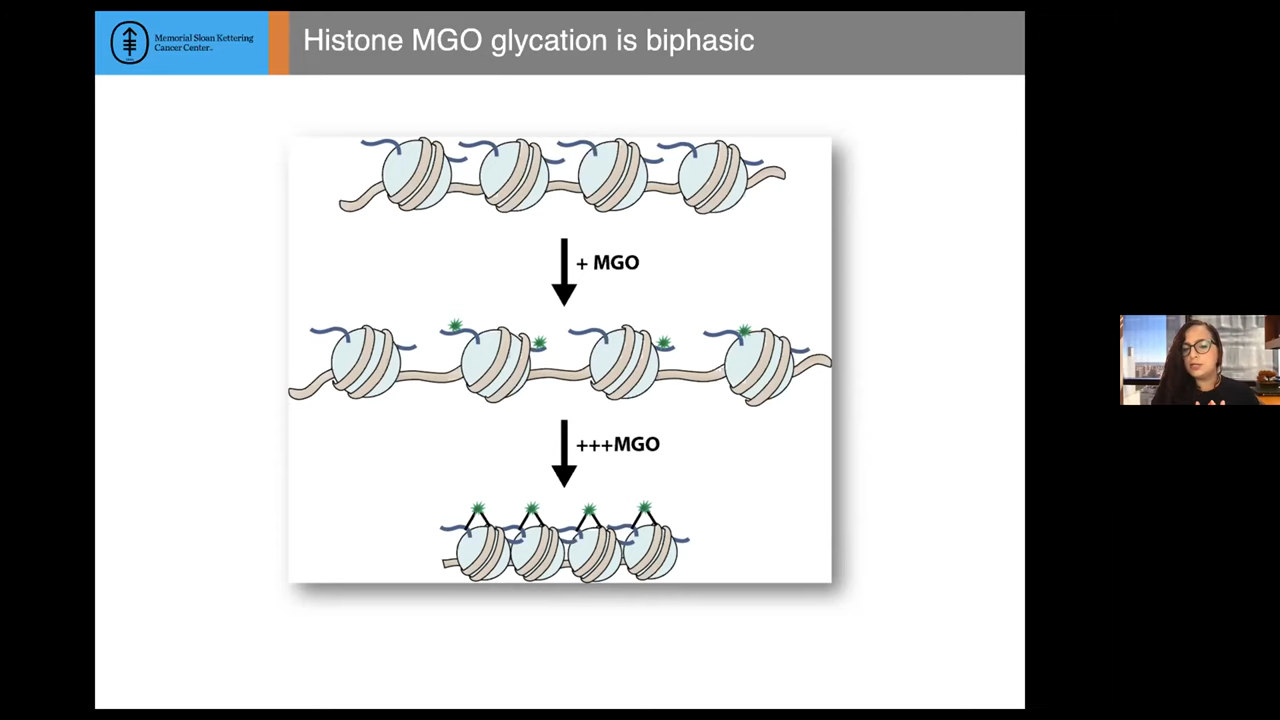 Memorial Sloan Kettering
Cancer Center
Histone MGO glycation is biphasic
+ MGO
+++MGO